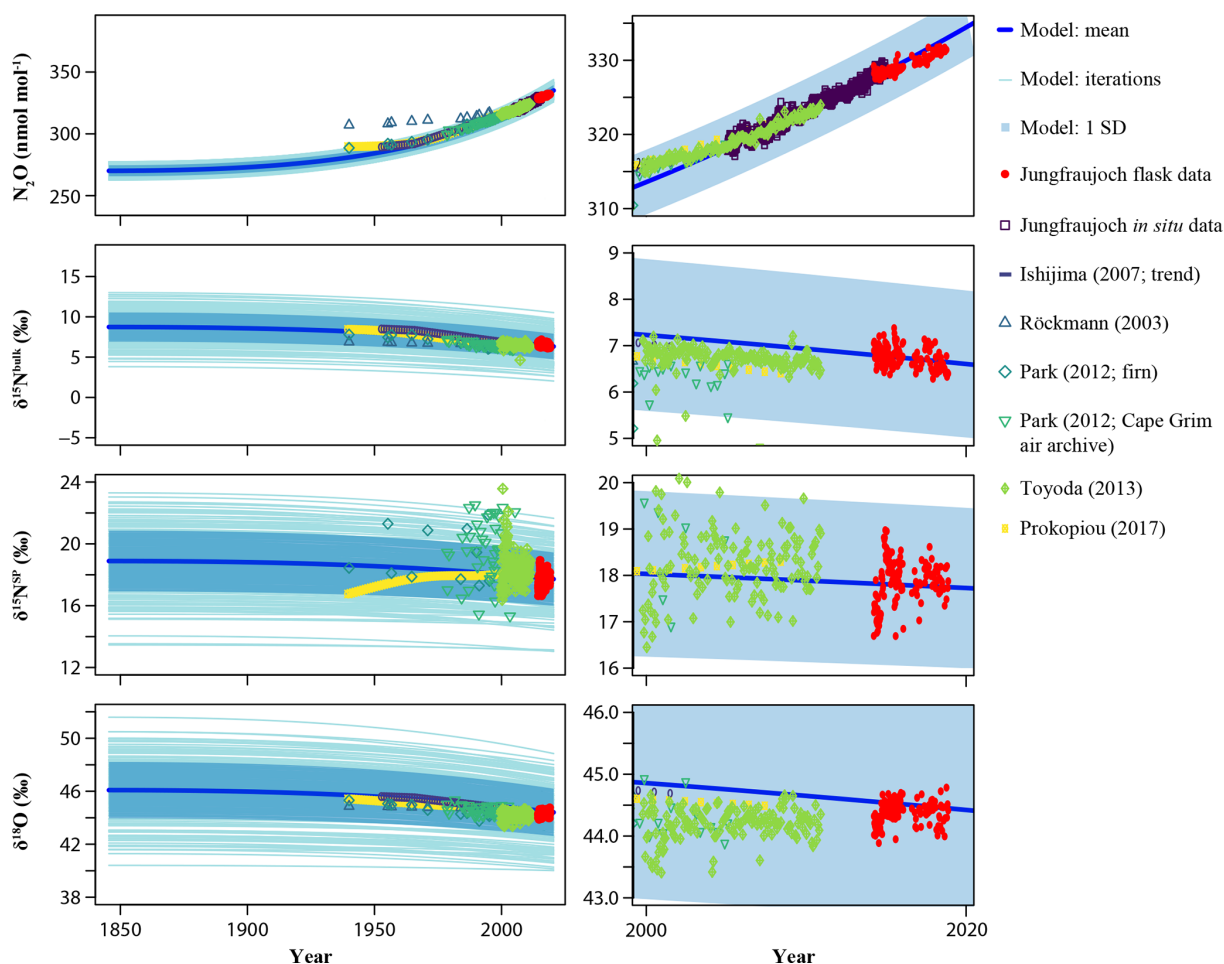 N₂O (nmol mol⁻¹)
350
300
250
330
320
310
δ¹⁵Nᵇᵘˡᵏ (‰)
15
10
5
0
−5
9
8
7
6
5
δ¹⁵Nˢᴾ (‰)
24
20
16
12
20
19
18
17
16
δ¹⁸O (‰)
50
46
42
38
46.0
45.0
44.0
43.0
1850
1900
1950
2000
Year
2000
2020
Year
Model: mean
Model: iterations
Model: 1 SD
Jungfraujoch flask data
Jungfraujoch in situ data
Ishijima (2007; trend)
Röckmann (2003)
Park (2012; firn)
Park (2012; Cape Grim
air archive)
Toyoda (2013)
Prokopiou (2017)